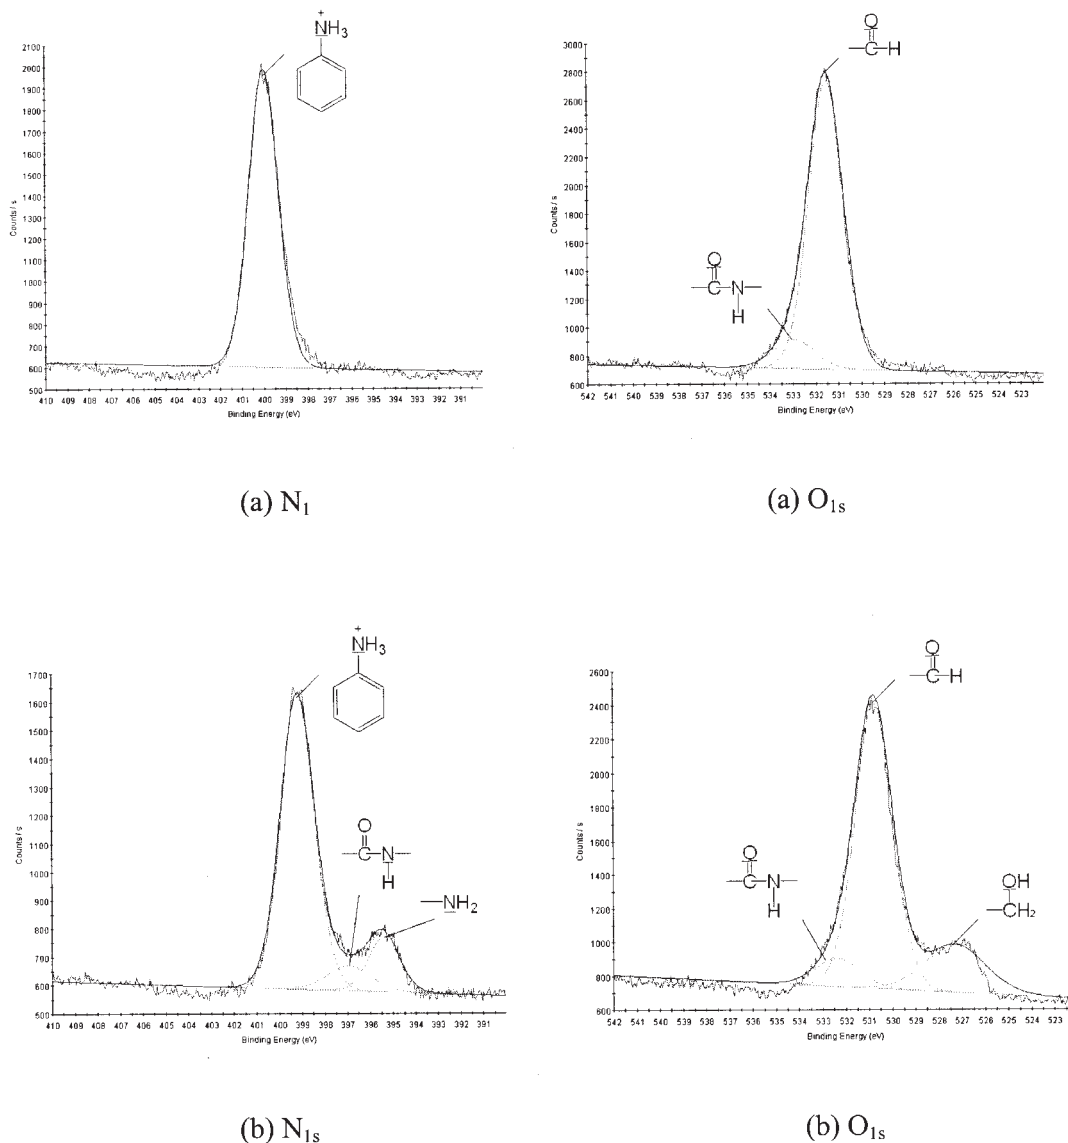 +
NH3
2100
2000
1900
1800
1700
1600
1500
1400
1300
1200
1100
1000
900
800
700
600
500
Counts / s
410 409 408 407 406 405 404 403 402 401 400 399 398 397 396 395 394 393 392 391
Binding Energy (eV)
(a) N1
O
C H
O
C N
H
3000
2800
2600
2400
2200
2000
1800
1600
1400
1200
1000
800
600
Counts / s
542 541 540 539 538 537 536 535 534 533 532 531 530 529 528 527 526 525 524 523
Binding Energy (eV)
(a) O1s
+
NH3
O
C N
H
NH2
1700
1600
1500
1400
1300
1200
1100
1000
900
800
700
600
500
Counts / s
410 409 408 407 406 405 404 403 402 401 400 399 398 397 396 395 394 393 392 391
Binding Energy (eV)
(b) N1s
O
C H
O
C N
H
OH
CH2
2600
2400
2200
2000
1800
1600
1400
1200
1000
800
600
Counts / s
542 541 540 539 538 537 536 535 534 533 532 531 530 529 528 527 526 525 524 523
Binding Energy (eV)
(b) O1s